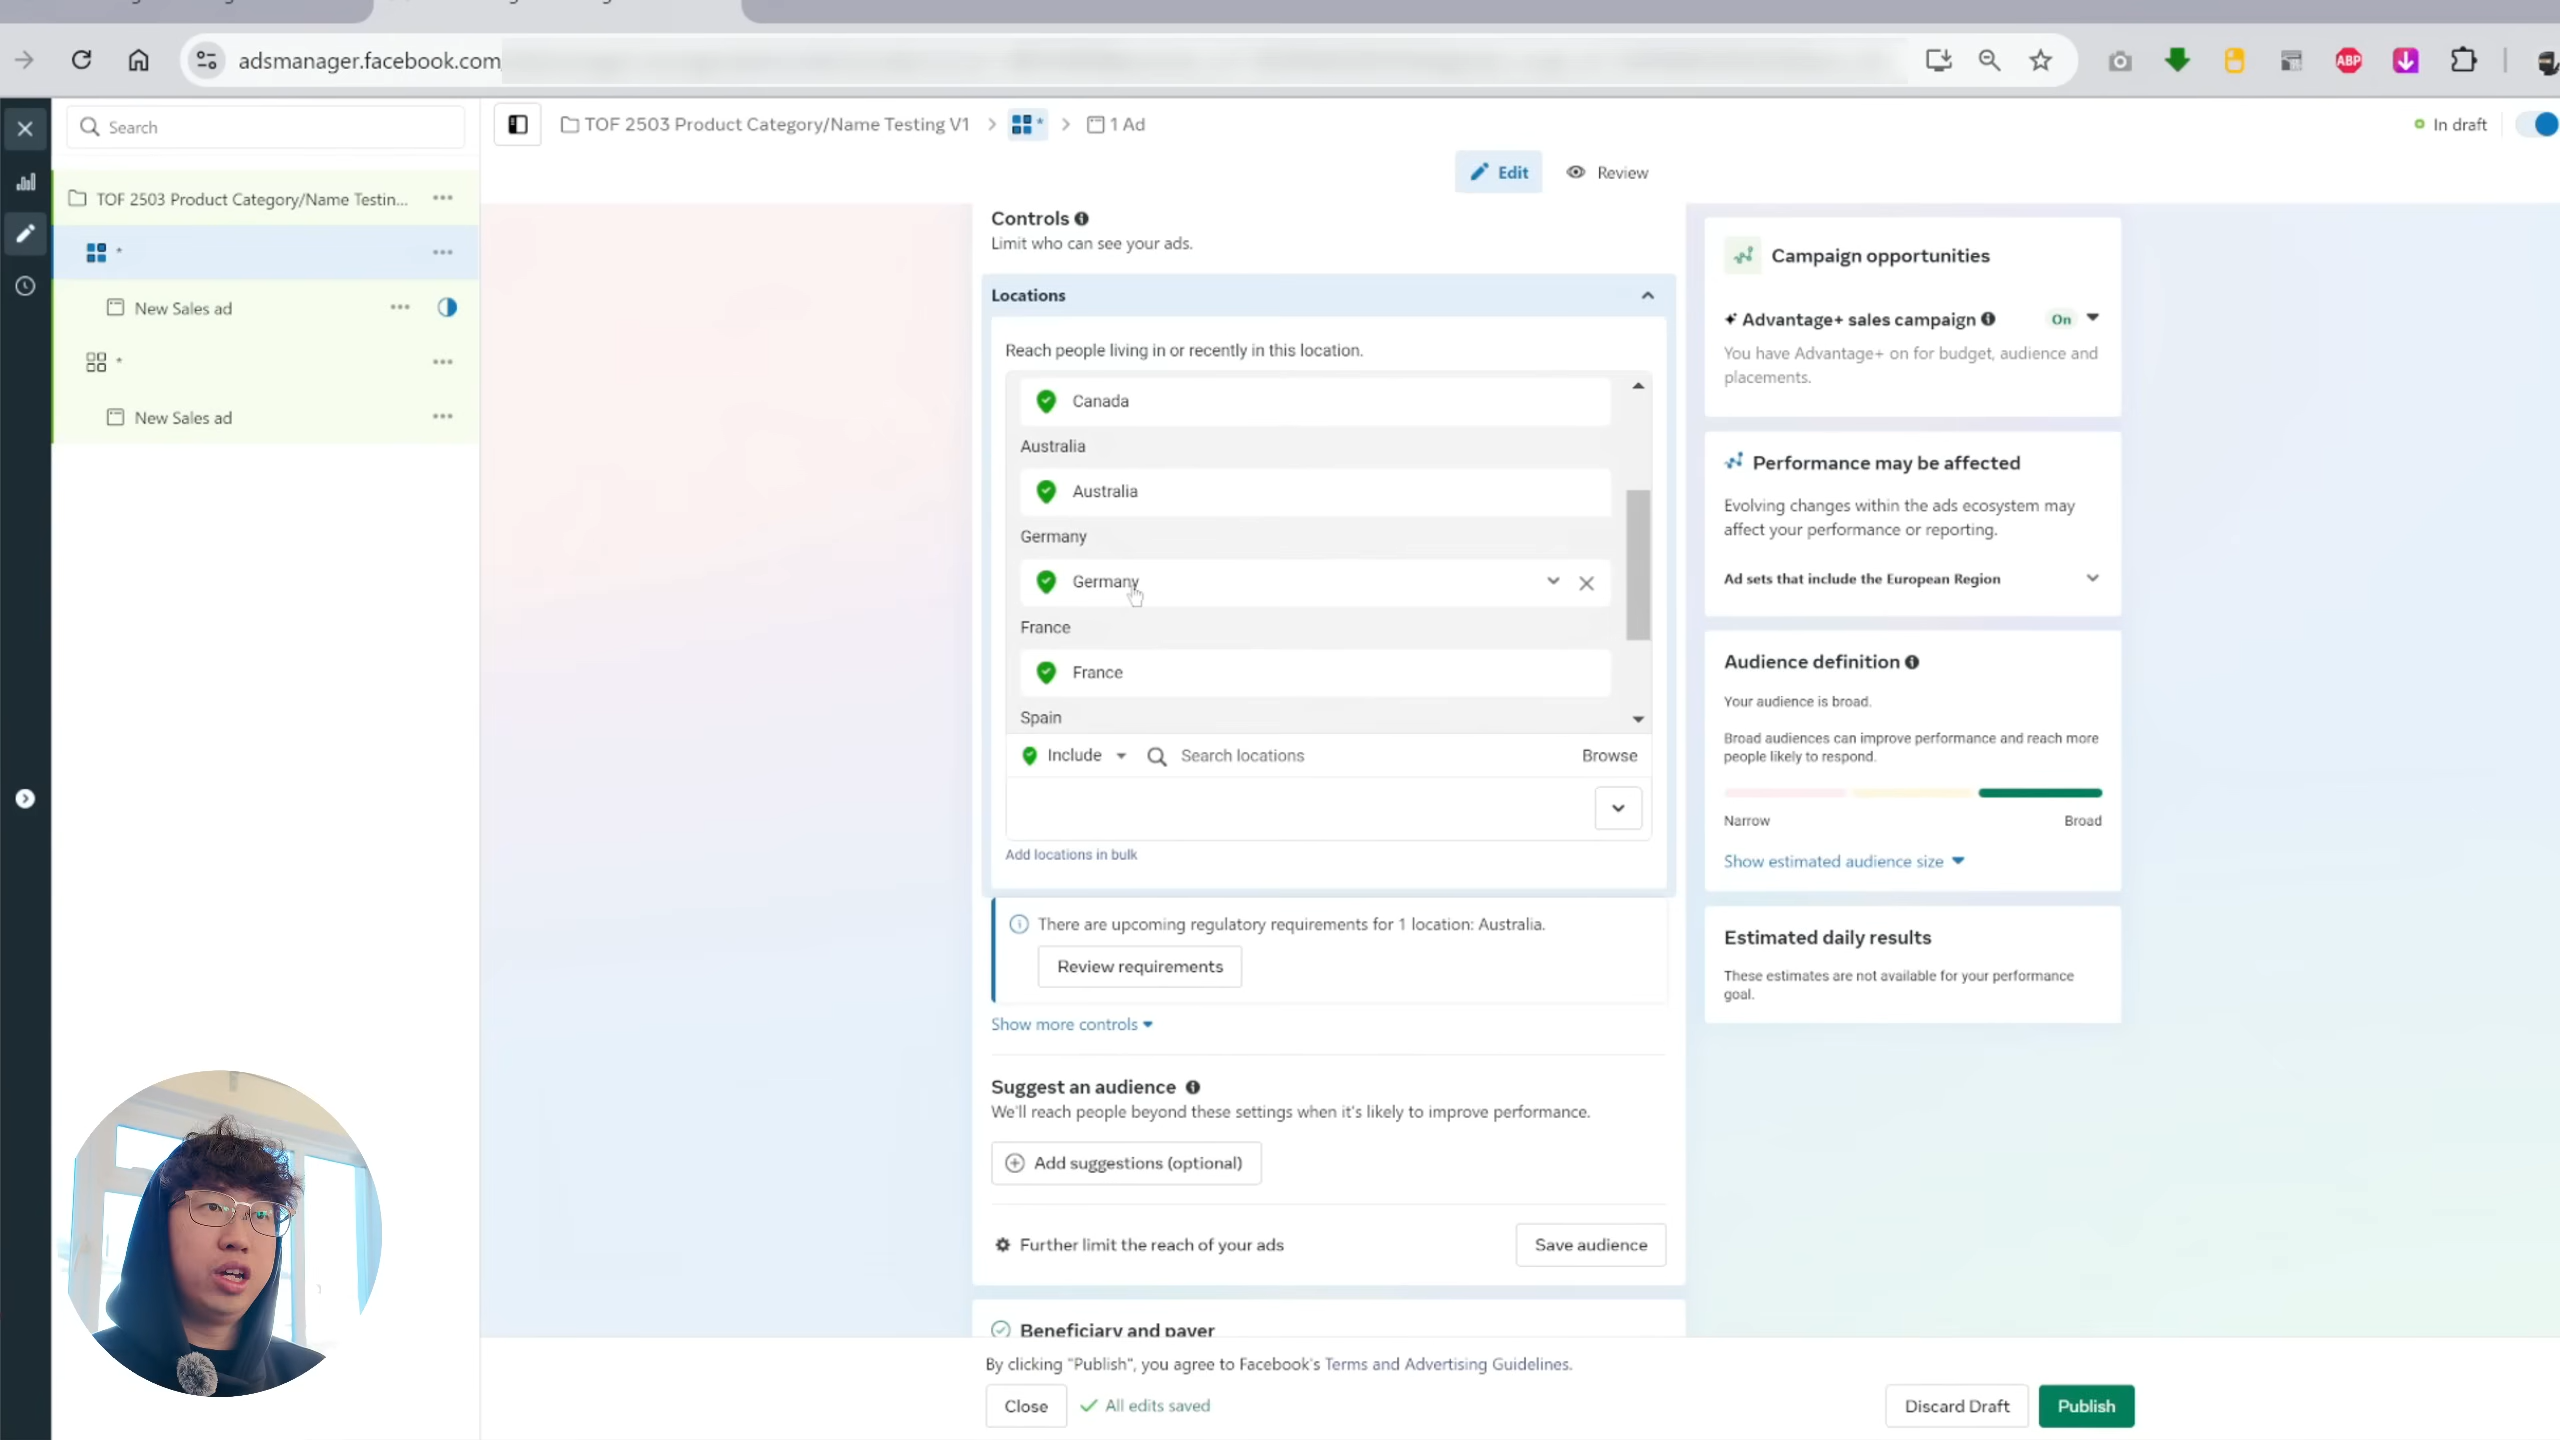 adsmanager.facebook.com
Search
TOF 2503 Product Category/Name Testing V1
1 Ad
In draft
Edit
Review
TOF 2503 Product Category/Name Testin...
*
New Sales ad
*
New Sales ad
Controls
Limit who can see your ads.
Locations
Reach people living in or recently in this location.
Canada
Australia
Australia
Germany
Germany
France
France
Spain
Include
Search locations
Browse
Add locations in bulk
There are upcoming regulatory requirements for 1 location: Australia.
Review requirements
Show more controls
Suggest an audience
We'll reach people beyond these settings when it's likely to improve performance.
Add suggestions (optional)
Further limit the reach of your ads
Save audience
Beneficiary and payer
By clicking "Publish", you agree to Facebook's Terms and Advertising Guidelines.
Close
All edits saved
Discard Draft
Publish
Campaign opportunities
Advantage+ sales campaign
On
You have Advantage+ on for budget, audience and
placements.
Performance may be affected
Evolving changes within the ads ecosystem may
affect your performance or reporting.
Ad sets that include the European Region
Audience definition
Your audience is broad.
Broad audiences can improve performance and reach more
people likely to respond.
Narrow
Broad
Show estimated audience size
Estimated daily results
These estimates are not available for your performance
goal.
ABP